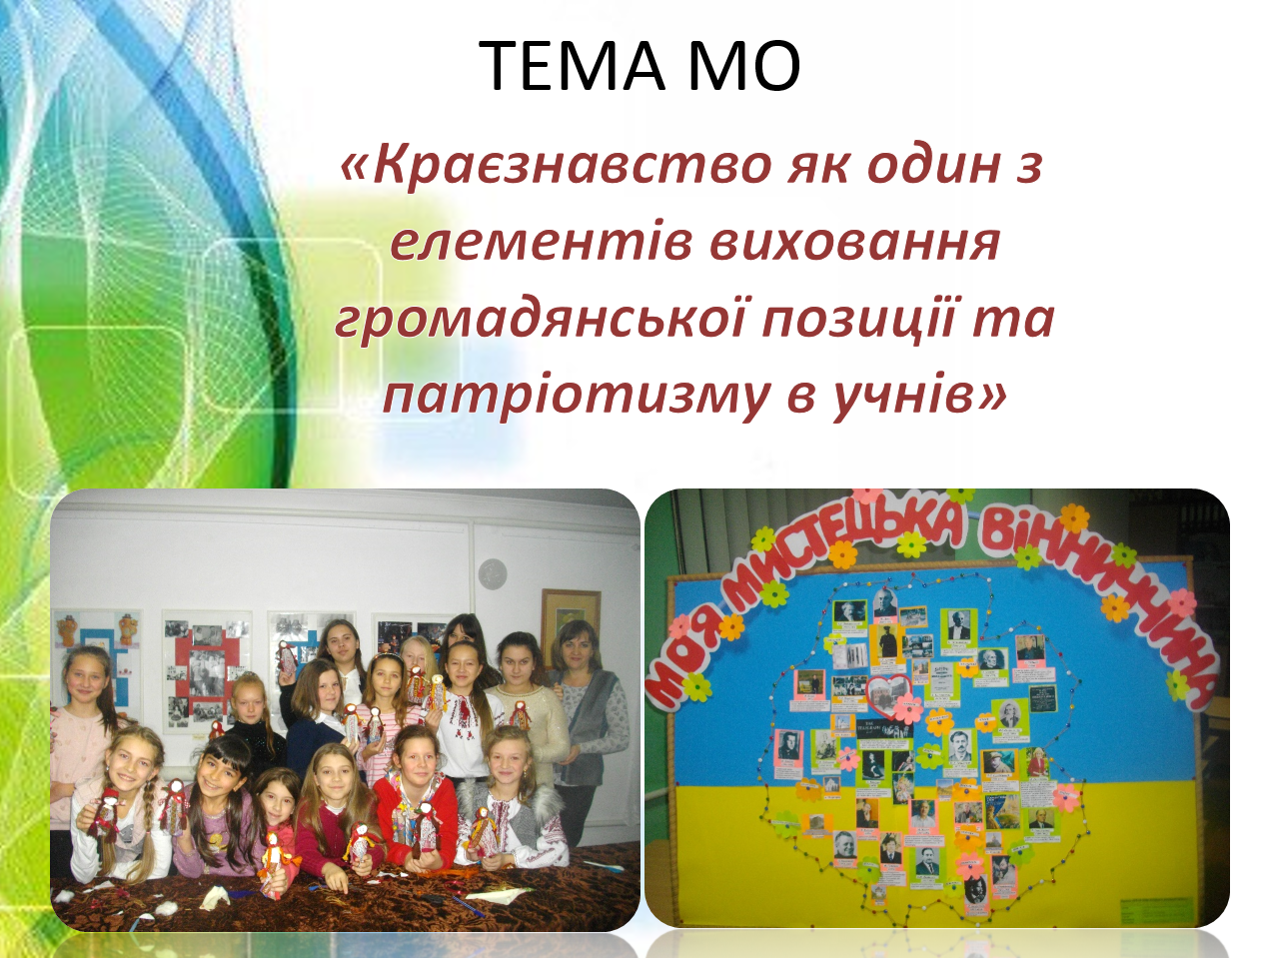 ТЕМА МО
«Краєзнавство як один з
елементів виховання
громадянської позиції та
патріотизму в учнів»
МОЯ МИСТЕЦЬКА ВІННИЧЧИНА